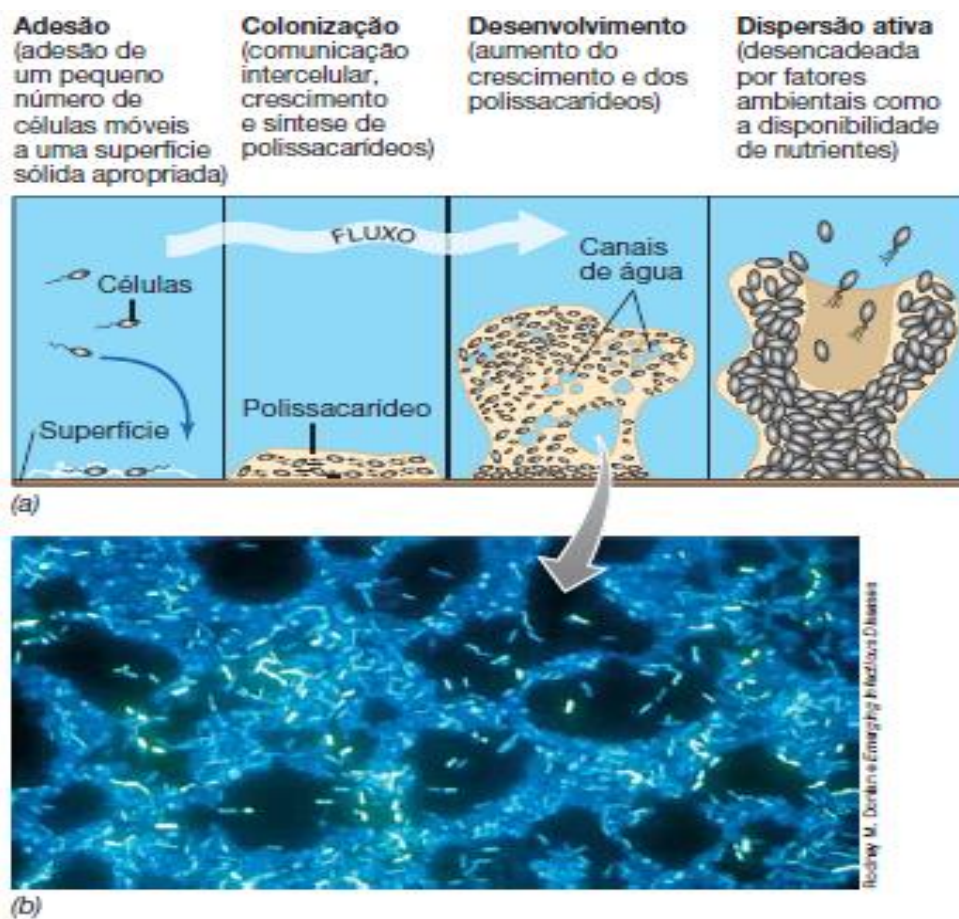 Adesão
(adesão de
um pequeno
número de
células móveis
a uma superfície
sólida apropriada)
Colonização
(comunicação
intercelular,
crescimento
e síntese de
polissacarídeos)
Desenvolvimento
(aumento do
crescimento e dos
polissacarídeos)
Dispersão ativa
(desencadeada
por fatores
ambientais como
a disponibilidade
de nutrientes)
FLUXO
Células
Superfície
Polissacarídeo
Canais
de água
(a)
Rodney M. Donlan e Emerging Infectious Diseases
(b)